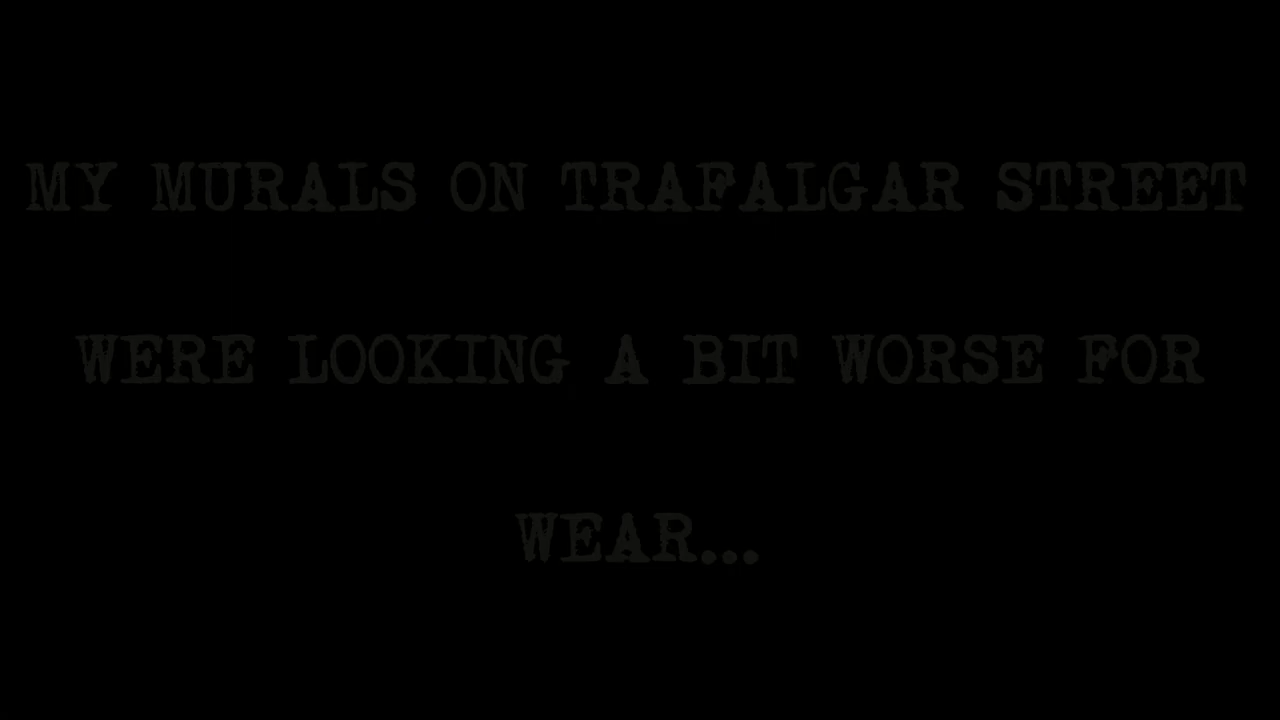 MY MURALS ON TRAFALGAR STREET
WERE LOOKING A BIT WORSE FOR
WEAR...